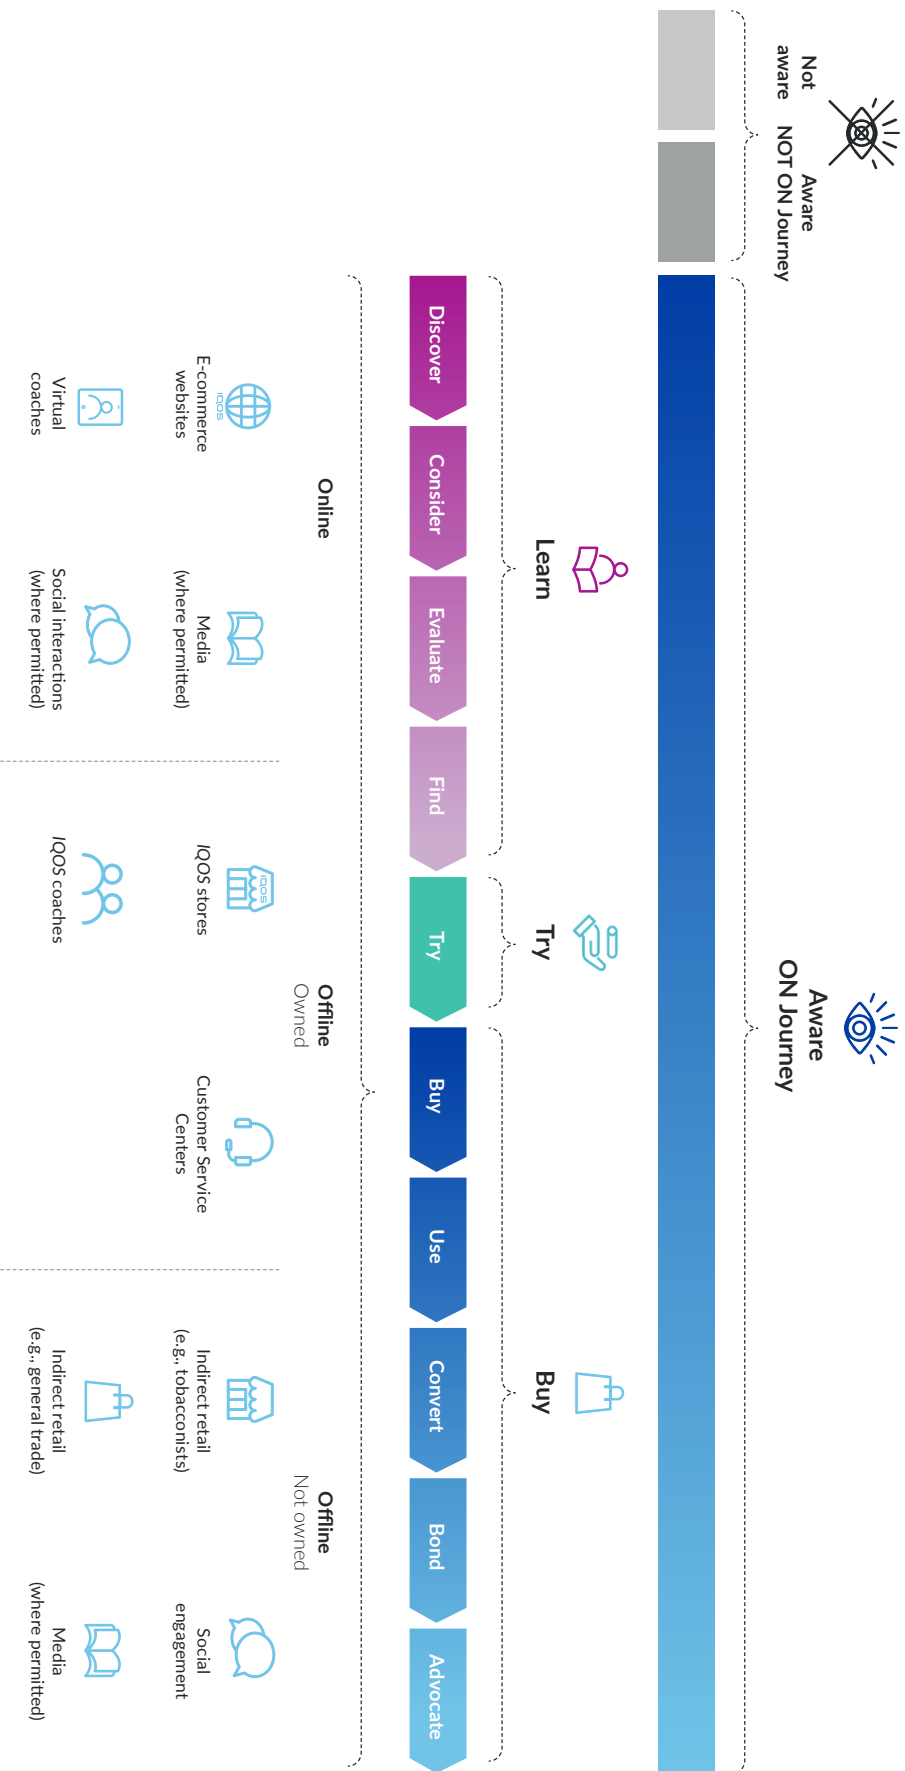 Not
aware
Aware
NOT ON Journey
Aware
ON Journey
Learn
Try
Buy
Discover
Consider
Evaluate
Find
Try
Buy
Use
Convert
Bond
Advocate
Online
IQOS
E-commerce
websites
Media
(where permitted)
Virtual
coaches
Social interactions
(where permitted)
Offline
Owned
IQOS
IQOS stores
Customer Service
Centers
IQOS coaches
Offline
Not owned
Indirect retail
(e.g., tobacconists)
Social
engagement
Indirect retail
(e.g., general trade)
Media
(where permitted)